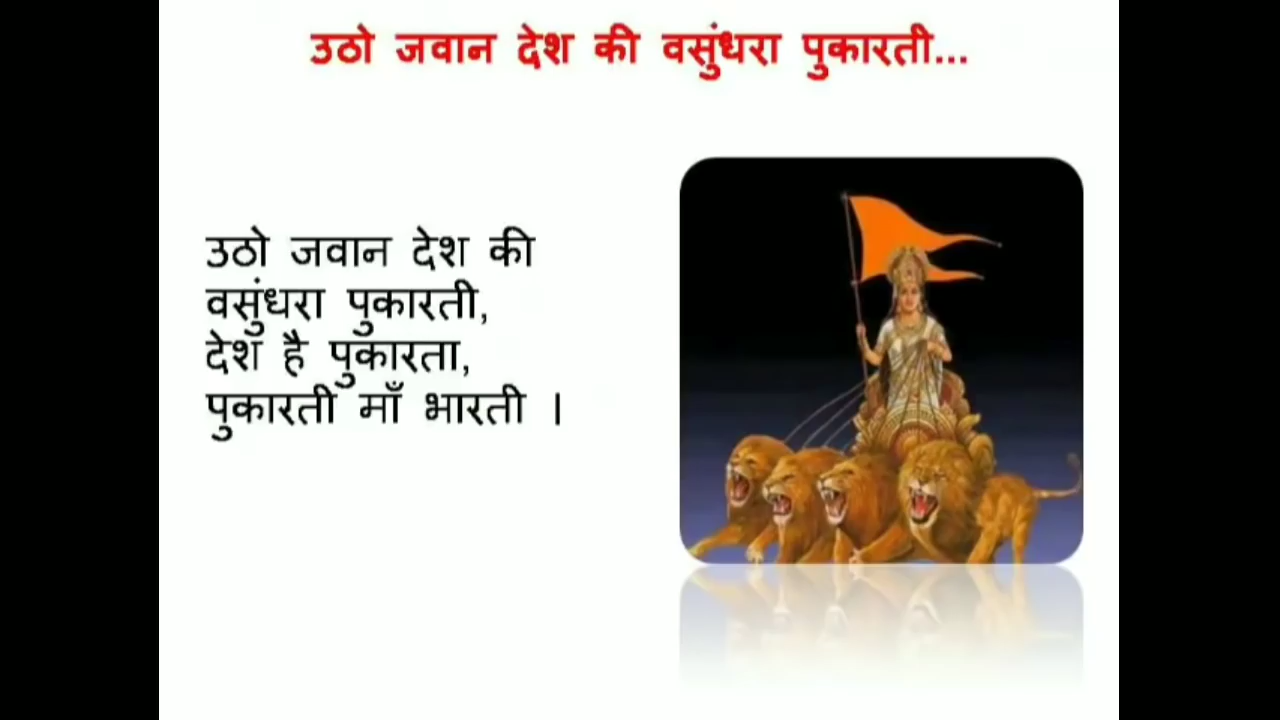 उठो जवान देश की वसुंधरा पुकारती...
उठो जवान देश की
वसुंधरा पुकारती,
देश है पुकारता,
पुकारती माँ भारती ।